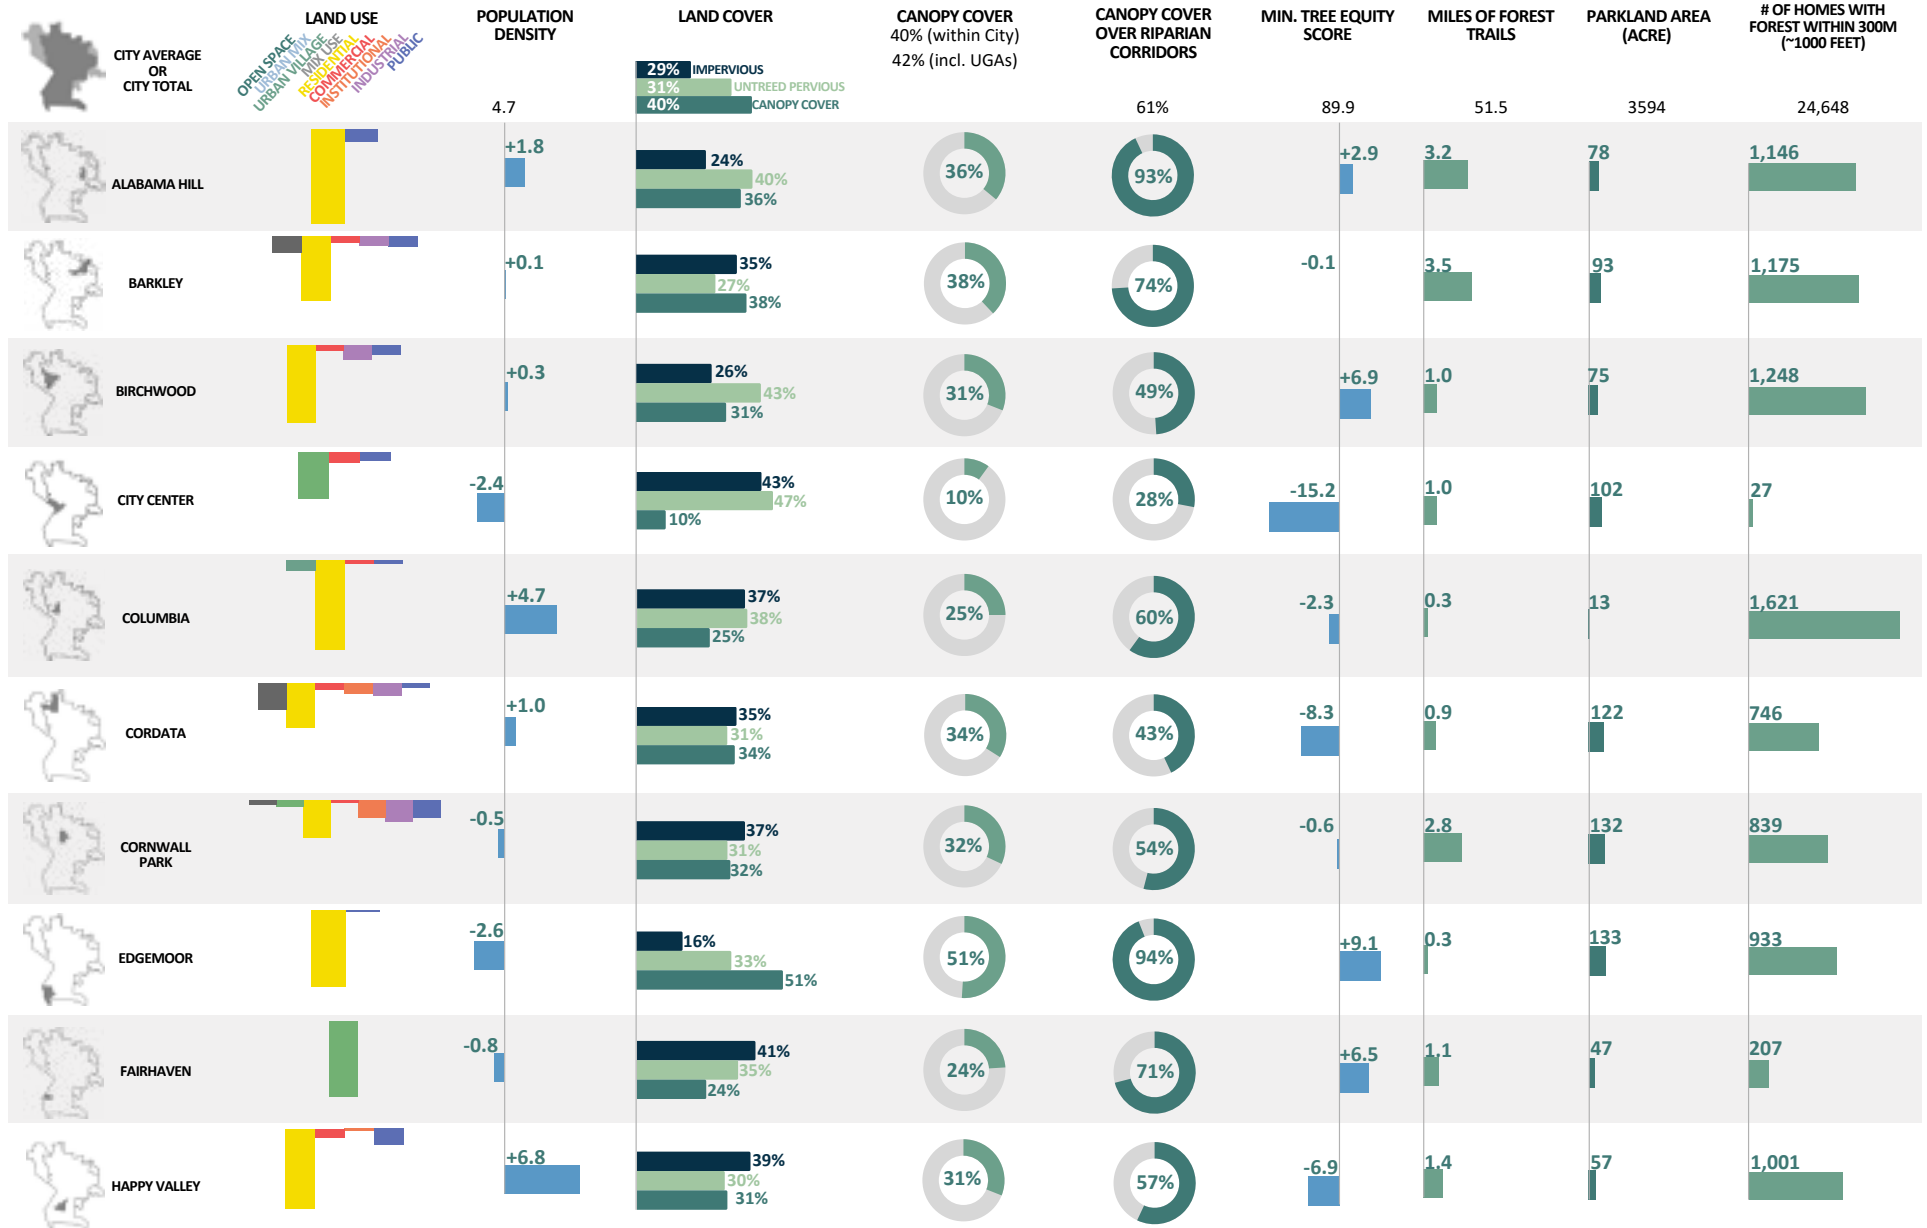 CITY AVERAGE
OR
CITY TOTAL
LAND USE
OPEN SPACE
URBAN MIX
URBAN VILLAGE
MIX USE
RESIDENTIAL
COMMERCIAL
INSTITUTIONAL
INDUSTRIAL
PUBLIC
POPULATION
DENSITY
4.7
LAND COVER
29% IMPERVIOUS
31% UNTREED PERVIOUS
40% CANOPY COVER
CANOPY COVER
40% (within City)
42% (incl. UGAs)
CANOPY COVER
OVER RIPARIAN
CORRIDORS
61%
MIN. TREE EQUITY
SCORE
89.9
MILES OF FOREST
TRAILS
51.5
PARKLAND AREA
(ACRE)
3594
# OF HOMES WITH
FOREST WITHIN 300M
(~1000 FEET)
24,648
ALABAMA HILL
+1.8
24%
40%
36%
36%
93%
+2.9
3.2
78
1,146
BARKLEY
+0.1
35%
27%
38%
38%
74%
-0.1
3.5
93
1,175
BIRCHWOOD
+0.3
26%
43%
31%
31%
49%
+6.9
1.0
75
1,248
CITY CENTER
-2.4
43%
47%
10%
10%
28%
-15.2
1.0
102
27
COLUMBIA
+4.7
37%
38%
25%
25%
60%
-2.3
0.3
13
1,621
CORDATA
+1.0
35%
31%
34%
34%
43%
-8.3
0.9
122
746
CORNWALL
PARK
-0.5
37%
31%
32%
32%
54%
-0.6
2.8
132
839
EDGEMOOR
-2.6
16%
33%
51%
51%
94%
+9.1
0.3
133
933
FAIRHAVEN
-0.8
41%
35%
24%
24%
71%
+6.5
1.1
47
207
HAPPY VALLEY
+6.8
39%
30%
31%
31%
57%
-6.9
1.4
57
1,001